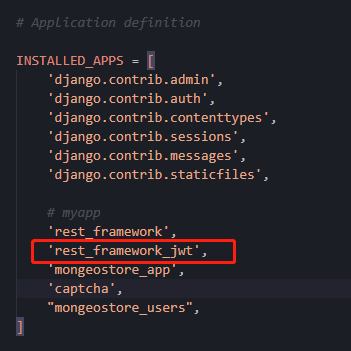 # Application definition
INSTALLED_APPS = [
'django.contrib.admin',
'django.contrib.auth',
'django.contrib.contenttypes',
'django.contrib.sessions',
'django.contrib.messages',
'django.contrib.staticfiles',
# myapp
'rest_framework',
'rest_framework_jwt',
'mongeostore_app',
'captcha',
"mongeostore_users",
]